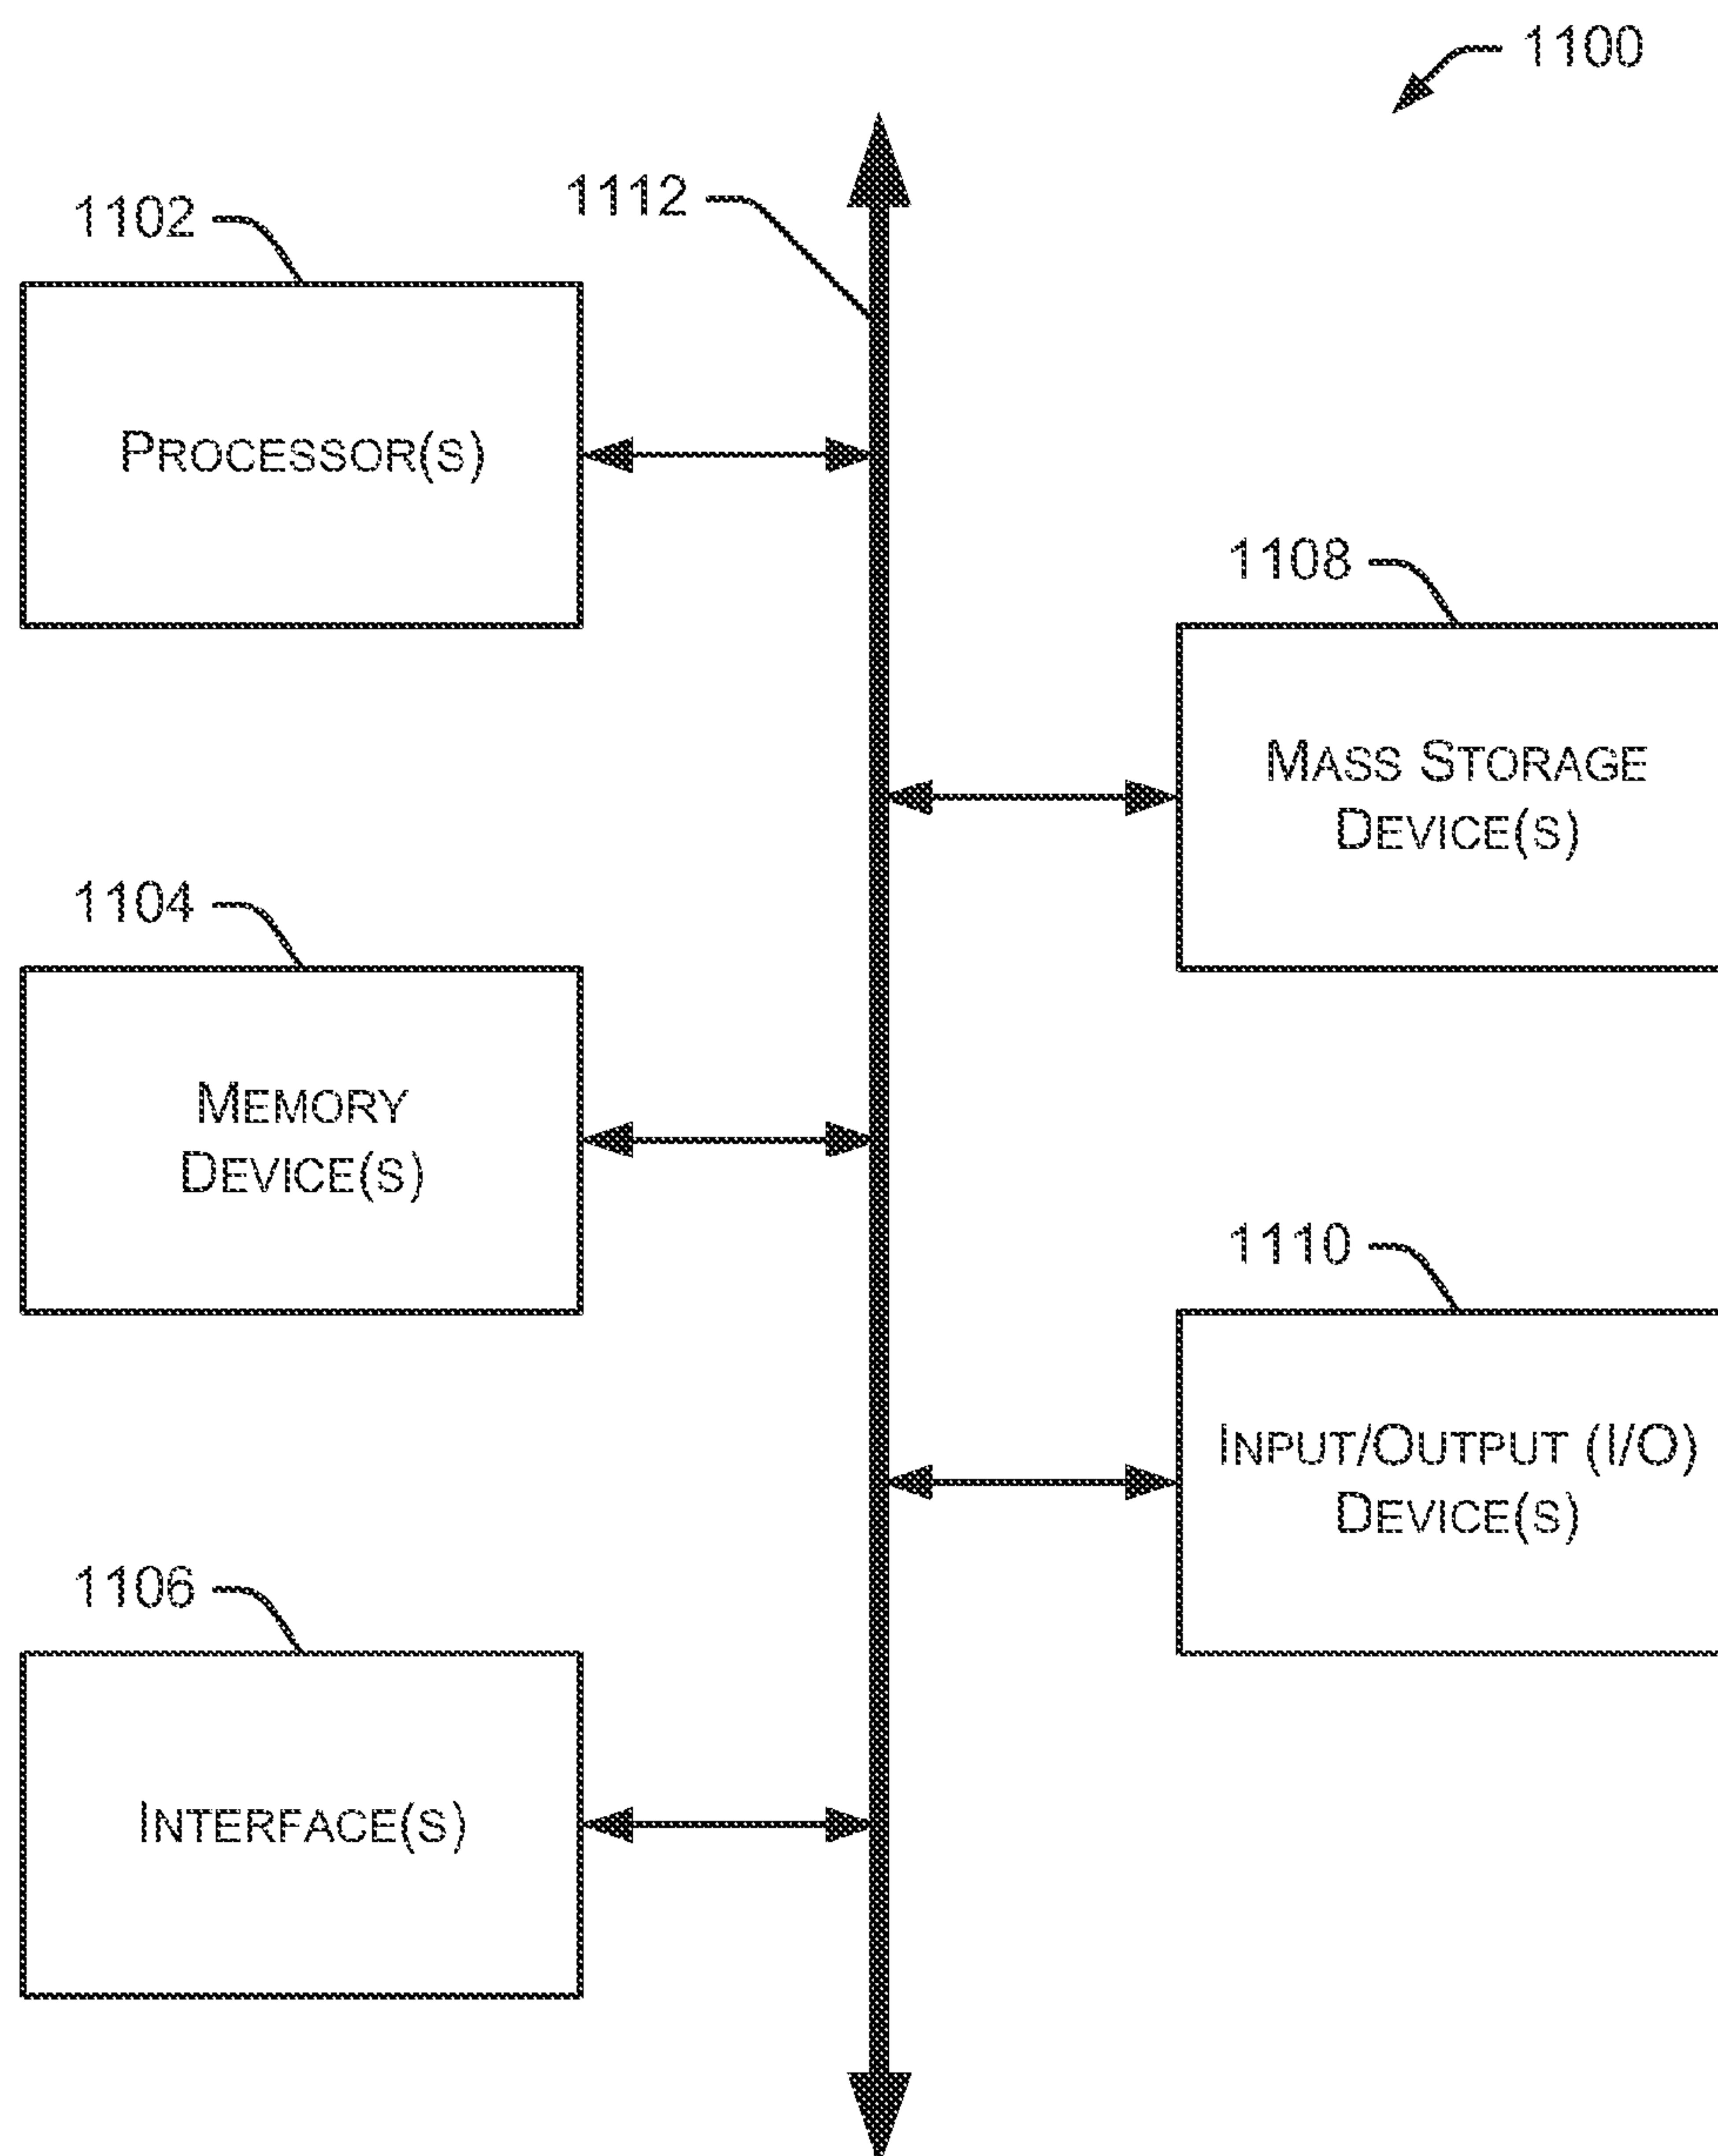 1100
1102
1112
PROCESSOR(S)
1108
MASS STORAGE
DEVICE(S)
1104
MEMORY
DEVICE(S)
1110
INPUT/OUTPUT (I/O)
DEVICE(S)
1106
INTERFACE(S)